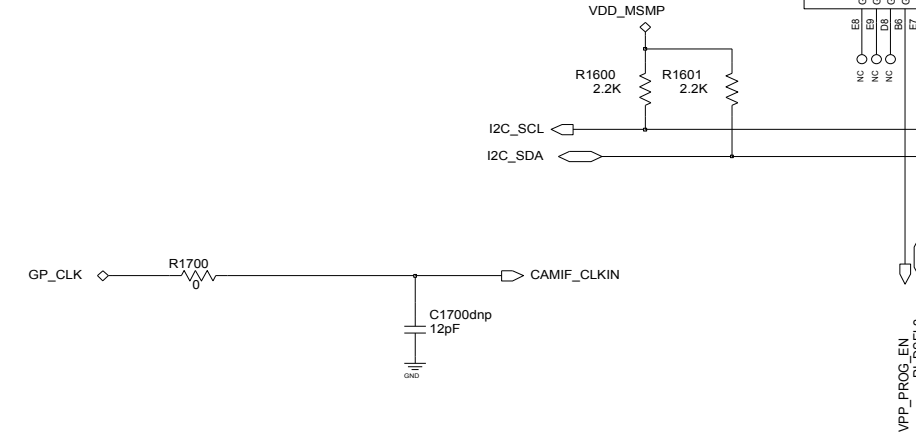 VDD_MSMP
E8
E9
D8
B6
E7
NC
NC
NC
R1600
2.2K
R1601
2.2K
I2C_SCL
I2C_SDA
GP_CLK
R1700
0
CAMIF_CLKIN
C1700dnp
12pF
GND
VPP_PROG_EN